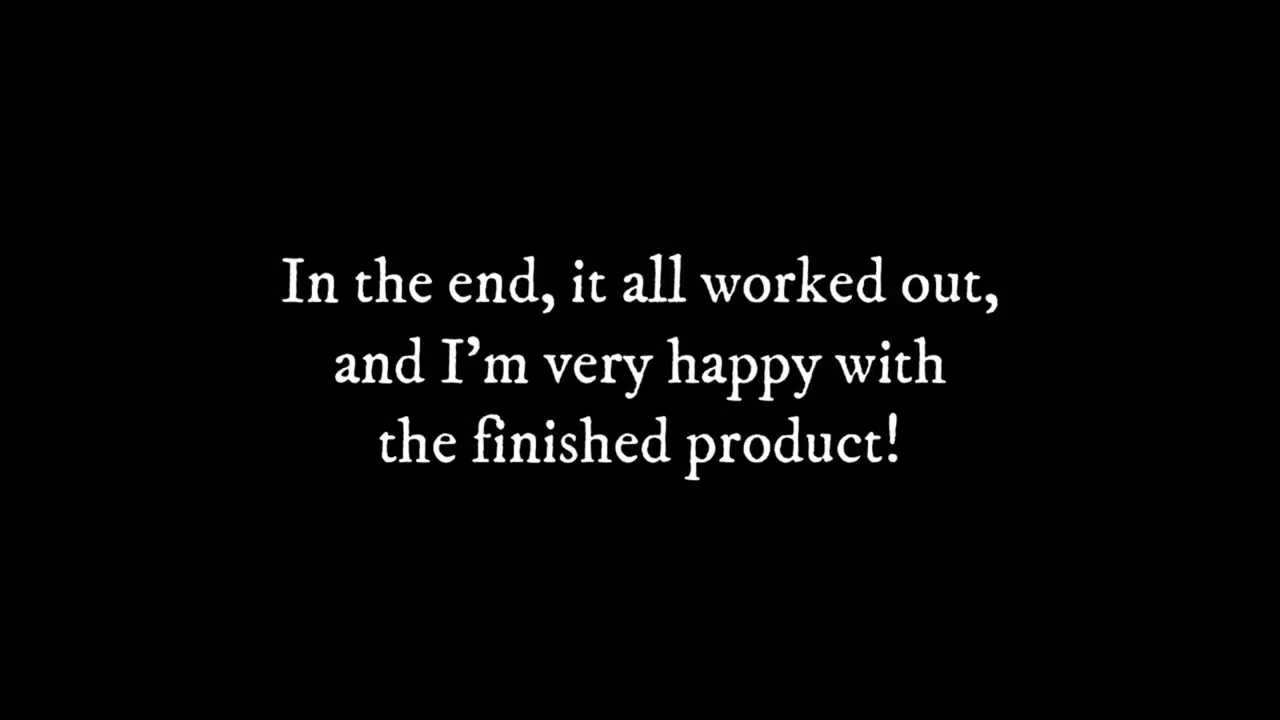 In the end, it all worked out,
and I’m very happy with
the finished product!